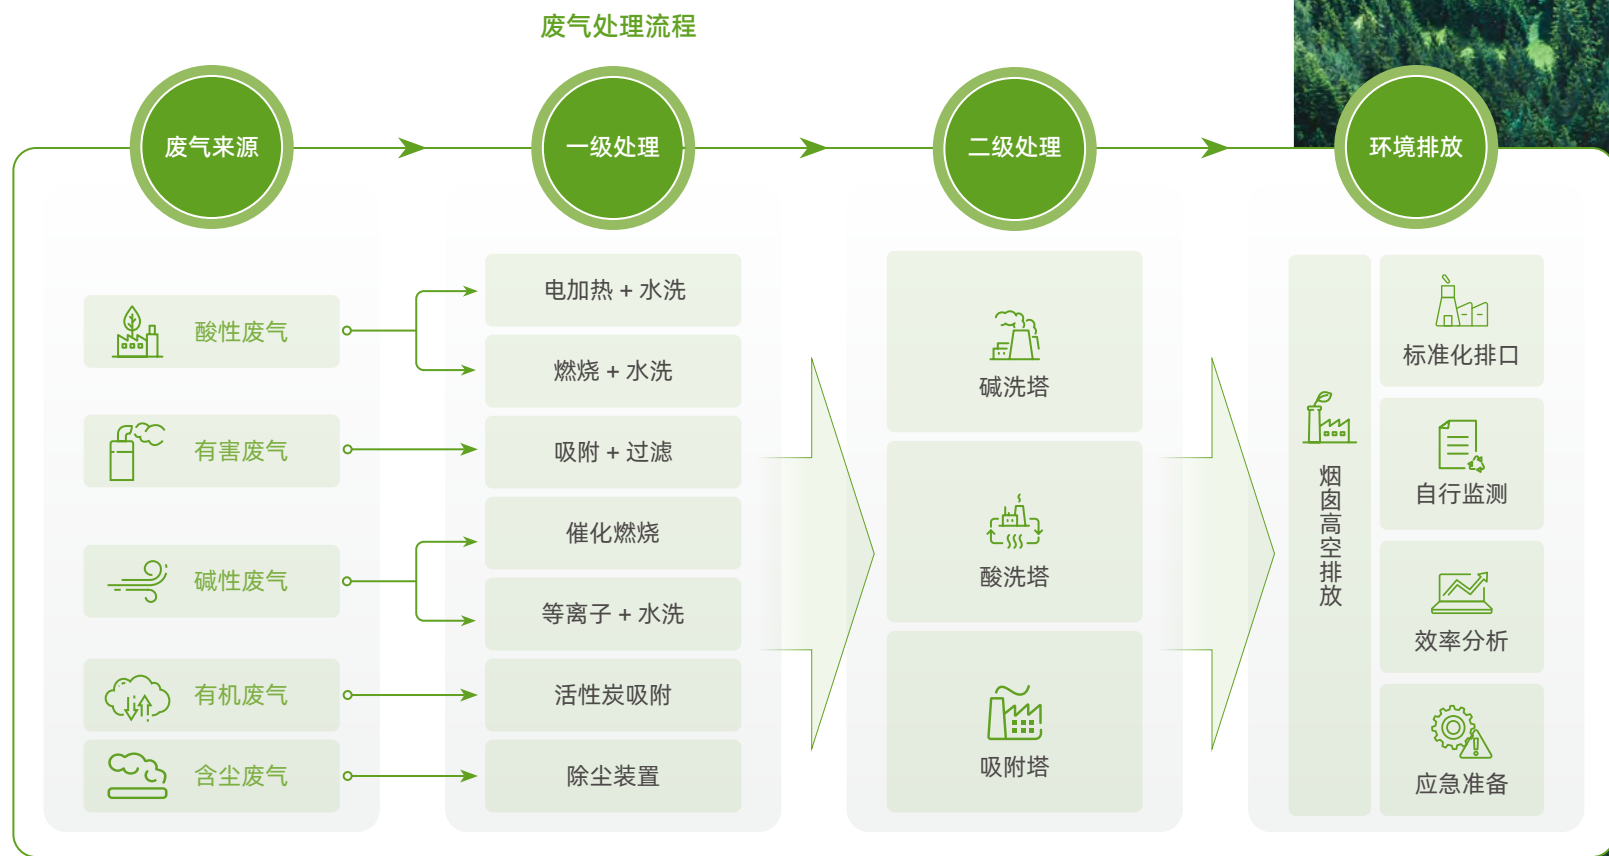 废气处理流程
废气来源
一级处理
二级处理
环境排放
酸性废气
有害废气
碱性废气
有机废气
含尘废气
电加热 + 水洗
燃烧 + 水洗
吸附 + 过滤
催化燃烧
等离子 + 水洗
活性炭吸附
除尘装置
碱洗塔
酸洗塔
吸附塔
烟囱高空排放
标准化排口
自行监测
效率分析
应急准备